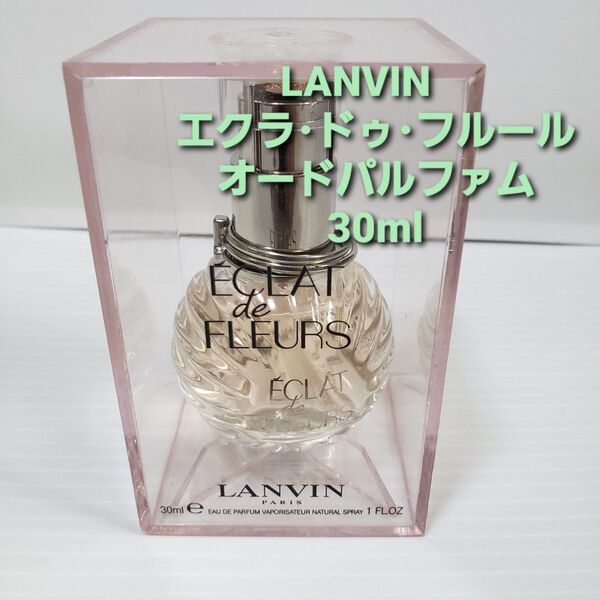 LANVIN
エクラ・ドゥ・フルール
オードパルファム
30ml
ÉCLAT
de
FLEURS
ÉCLAT
de
LANVIN
PARIS
30ml e EAU DE PARFUM VAPORISATEUR NATURAL SPRAY 1 FL.OZ